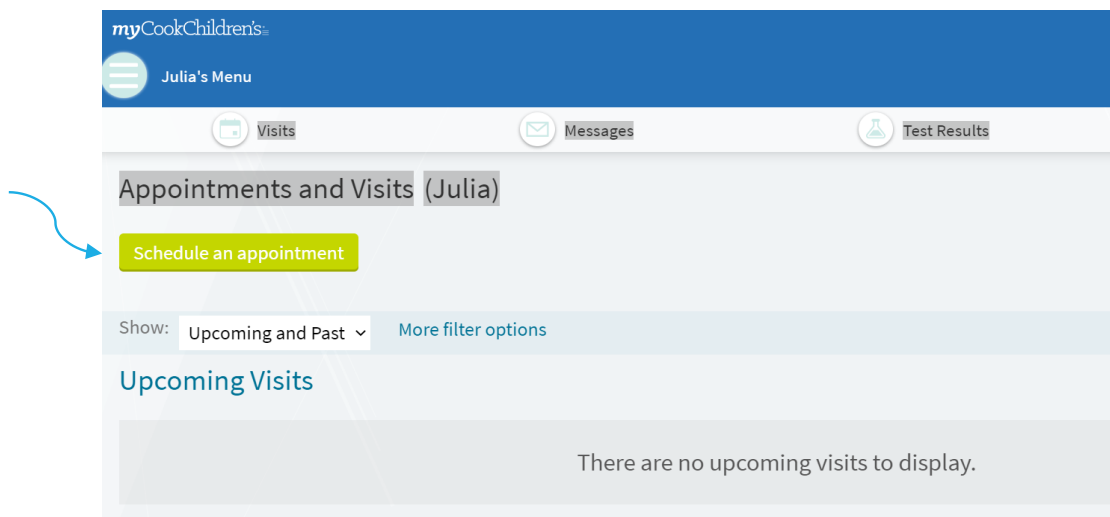 myCookChildren's
Julia's Menu
Visits Messages Test Results
Appointments and Visits (Julia)
Schedule an appointment
Show: Upcoming and Past More filter options
Upcoming Visits
There are no upcoming visits to display.